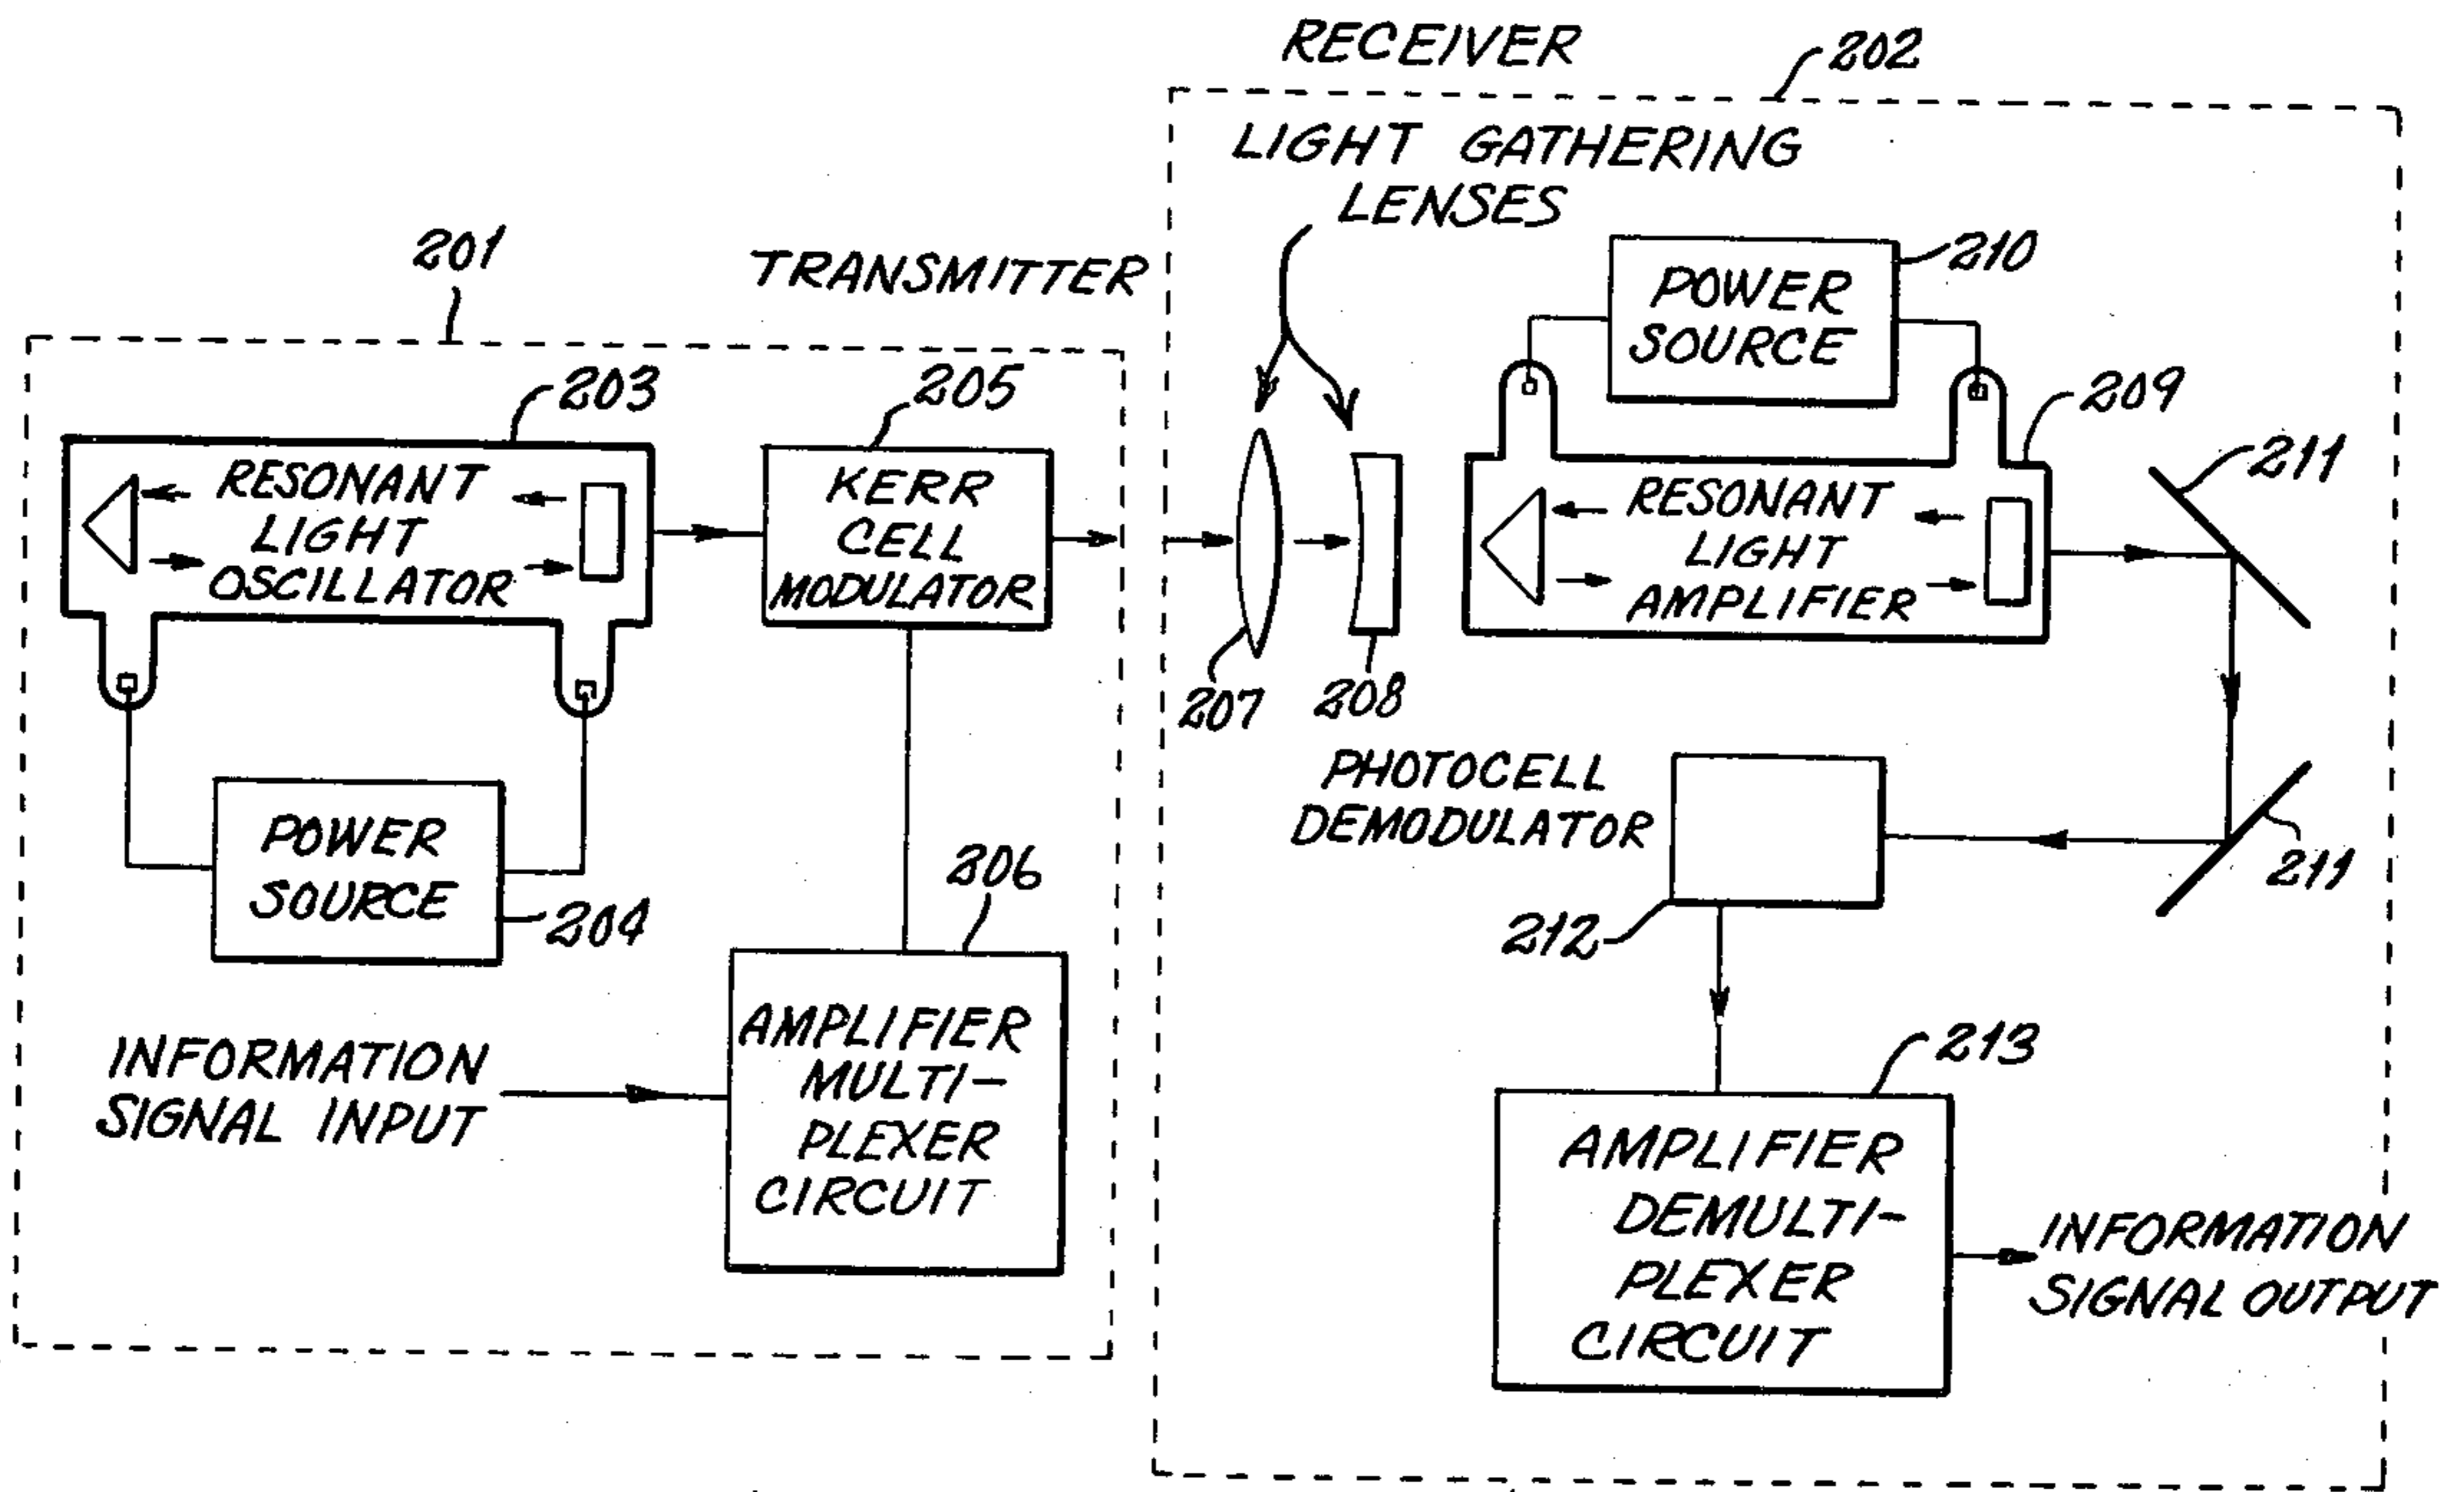 RECEIVER
202
LIGHT GATHERING
LENSES
201
TRANSMITTER
203
205
RESONANT
LIGHT
OSCILLATOR
KERR
CELL
MODULATOR
POWER
SOURCE
204
206
INFORMATION
SIGNAL INPUT
AMPLIFIER
MULTI-
PLEXER
CIRCUIT
210
POWER
SOURCE
209
211
RESONANT
LIGHT
AMPLIFIER
207
208
PHOTOCELL
DEMODULATOR
211
212
213
AMPLIFIER
DEMULTI-
PLEXER
CIRCUIT
INFORMATION
SIGNAL OUTPUT